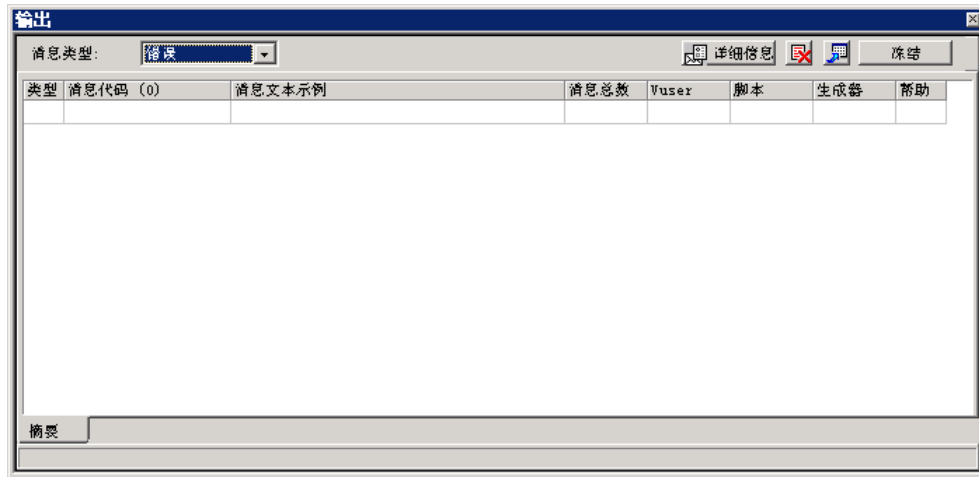 输出
消息类型: 错误 详细信息 冻结
类型 消息代码 (0) 消息文本示例 消息总数 Vuser 脚本 生成器 帮助
摘要